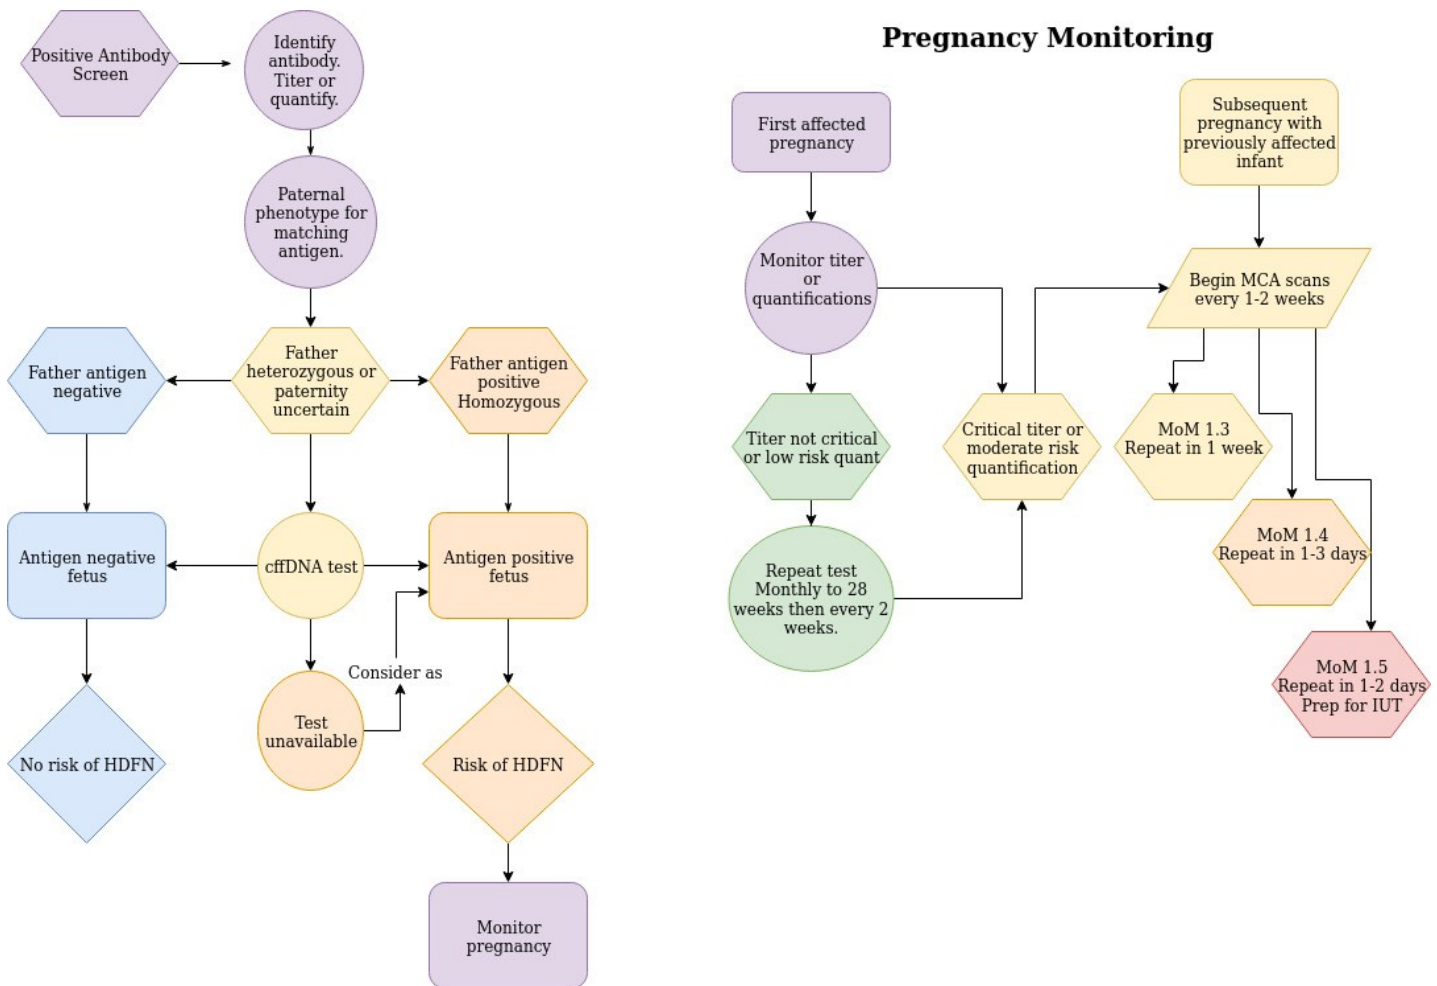 Positive Antibody
Screen
Identify
antibody.
Titer or
quantify.
Paternal
phenotype for
matching
antigen.
Father antigen
negative
Father
heterozygous or
paternity
uncertain
Father antigen
positive
Homozygous
Antigen negative
fetus
cffDNA test
Antigen positive
fetus
Consider as
Test
unavailable
No risk of HDFN
Risk of HDFN
Monitor
pregnancy
Pregnancy Monitoring
First affected
pregnancy
Subsequent
pregnancy with
previously affected
infant
Monitor titer
or
quantifications
Begin MCA scans
every 1-2 weeks
Titer not critical
or low risk quant
Critical titer or
moderate risk
quantification
MoM 1.3
Repeat in 1 week
MoM 1.4
Repeat in 1-3 days
Repeat test
Monthly to 28
weeks then every 2
weeks.
MoM 1.5
Repeat in 1-2 days
Prep for IUT